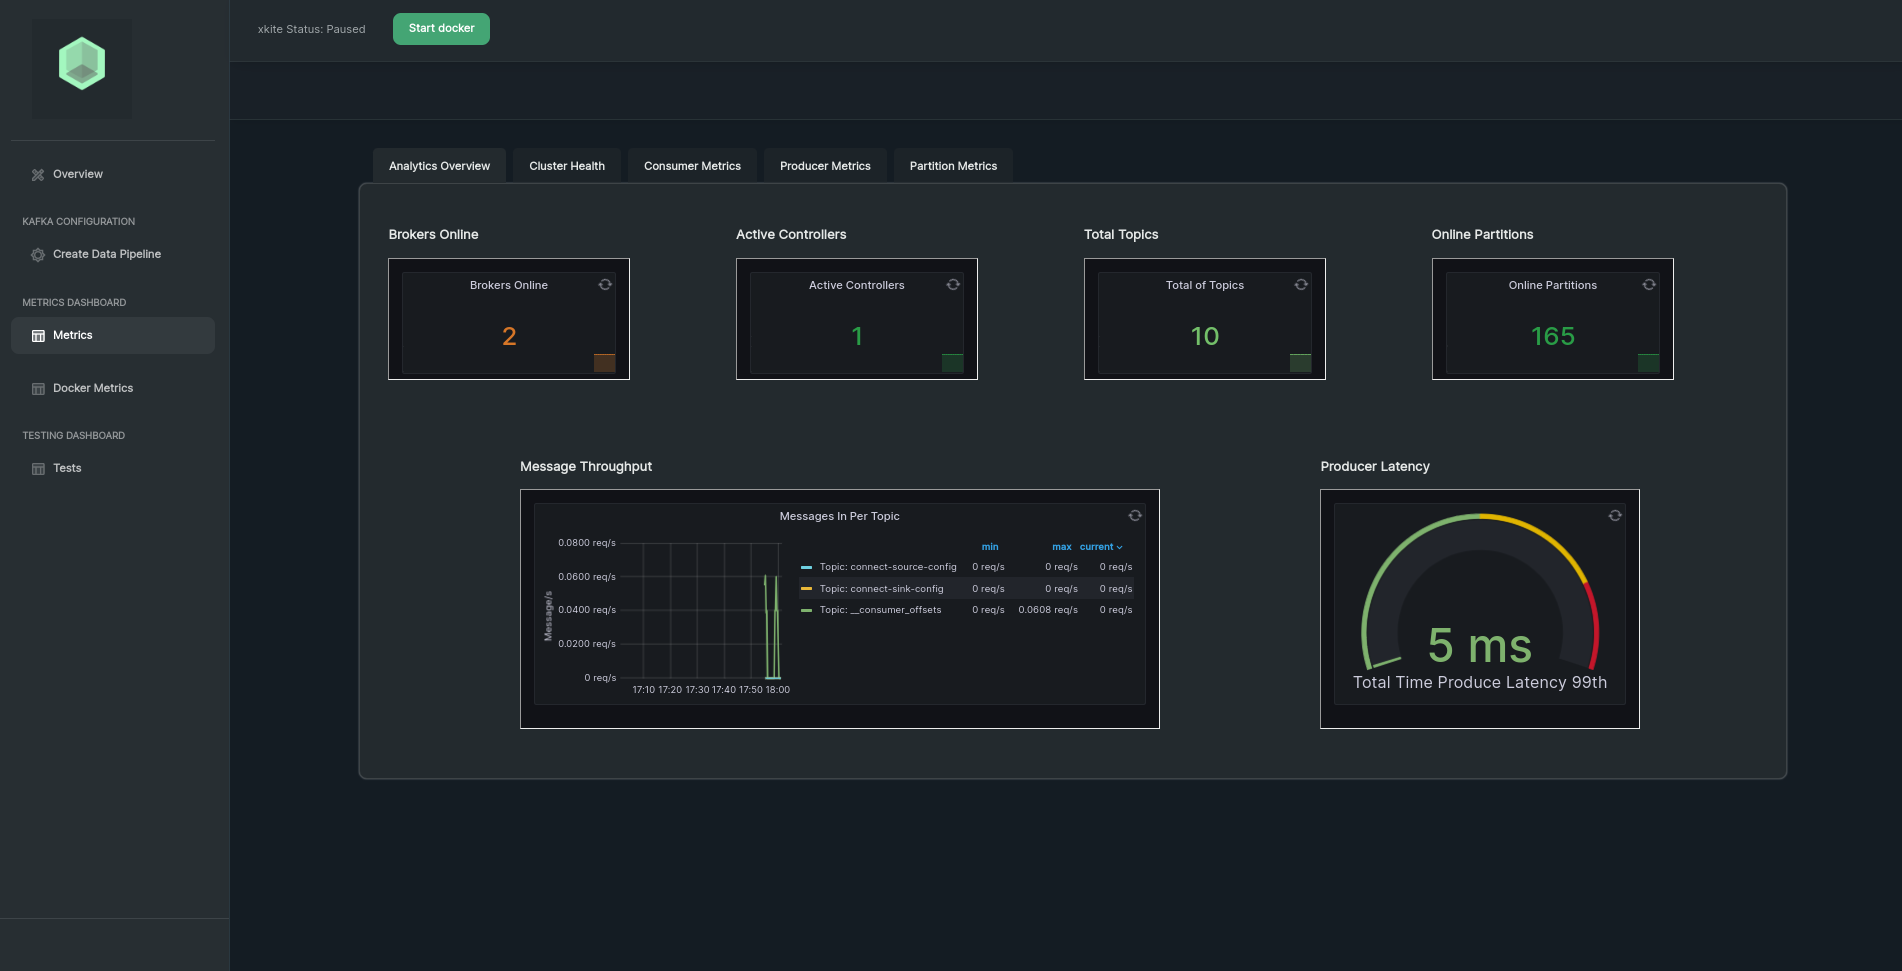 xkite Status: Paused
Start docker
Overview
KAFKA CONFIGURATION
Create Data Pipeline
METRICS DASHBOARD
Metrics
Docker Metrics
TESTING DASHBOARD
Tests
Analytics Overview
Cluster Health
Consumer Metrics
Producer Metrics
Partition Metrics
Brokers Online
Brokers Online
2
Active Controllers
Active Controllers
1
Total Topics
Total of Topics
10
Online Partitions
Online Partitions
165
Message Throughput
Messages In Per Topic
Message/s
0.0800 req/s
0.0600 req/s
0.0400 req/s
0.0200 req/s
0 req/s
17:10 17:20 17:30 17:40 17:50 18:00
min max current
Topic: connect-source-config 0 req/s 0 req/s 0 req/s
Topic: connect-sink-config 0 req/s 0 req/s 0 req/s
Topic: __consumer_offsets 0 req/s 0.0608 req/s 0 req/s
Producer Latency
5 ms
Total Time Produce Latency 99th